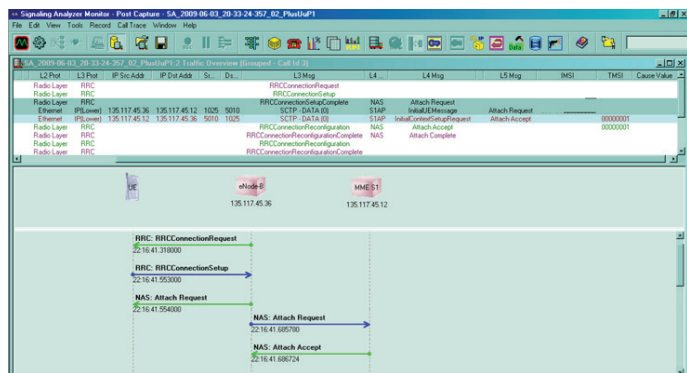 Signaling Analyzer Monitor - Post Capture - SA_2009-06-03_20-33-24-357_02_PlusUuP1
File Edit View Tools Record Call Trace Window Help
SA_2009-06-03_20-33-24-357_02_PlusUuP1:2 Traffic Overview (Grouped - Call Id:3)
L2 Prot L3 Prot IP Src Addr IP Dst Addr Sr... Ds... L3 Msg L4 ... L4 Msg L5 Msg IMSI TMSI Cause Value
Radio Layer RRC RRCConnectionRequest
Radio Layer RRC RRCConnectionSetup
Radio Layer RRC RRCConnectionSetupComplete NAS Attach Request
Ethernet IP(Lower) 135.117.45.36 135.117.45.12 1025 5010 SCTP - DATA (0) S1AP InitialUEMessage Attach Request
Ethernet IP(Lower) 135.117.45.12 135.117.45.36 5010 1025 SCTP - DATA (0) S1AP InitialContextSetupRequest Attach Accept 00000001
Radio Layer RRC RRCConnectionReconfiguration NAS Attach Accept 00000001
Radio Layer RRC RRCConnectionReconfigurationComplete NAS Attach Complete
Radio Layer RRC RRCConnectionReconfiguration
Radio Layer RRC RRCConnectionReconfigurationComplete
UE eNode-B MME S1
135.117.45.36 135.117.45.12
RRC: RRCConnectionRequest
22:16:41.318000
RRC: RRCConnectionSetup
22:16:41.553000
NAS: Attach Request
22:16:41.554000
NAS: Attach Request
22:16:41.685780
NAS: Attach Accept
22:16:41.686724